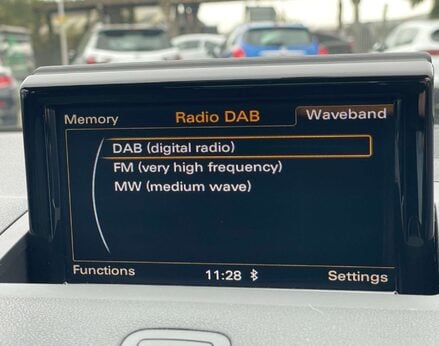 Memory Radio DAB Waveband
DAB (digital radio)
FM (very high frequency)
MW (medium wave)
Functions 11:28 Settings